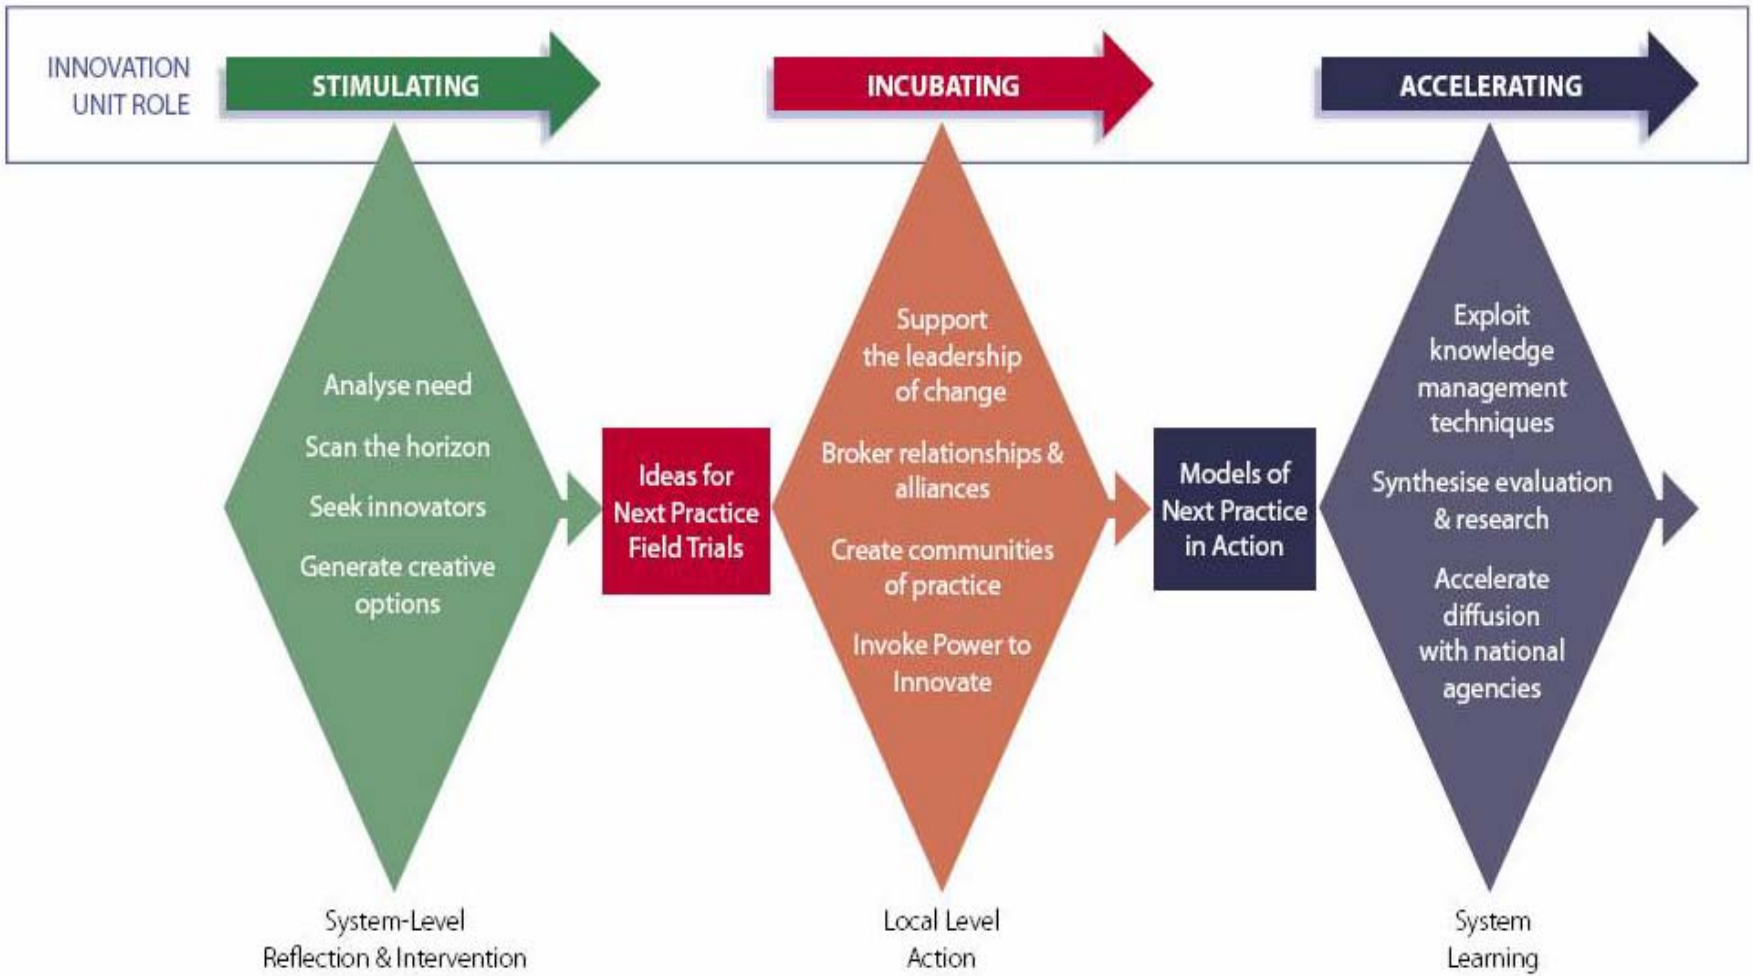 INNOVATION
UNIT ROLE
STIMULATING
INCUBATING
ACCELERATING
Analyse need
Scan the horizon
Seek innovators
Generate creative
options
Ideas for
Next Practice
Field Trials
Support
the leadership
of change
Broker relationships &
alliances
Create communities
of practice
Invoke Power to
Innovate
Models of
Next Practice
in Action
Exploit
knowledge
management
techniques
Synthesise evaluation
& research
Accelerate
diffusion
with national
agencies
System-Level
Reflection & Intervention
Local Level
Action
System
Learning